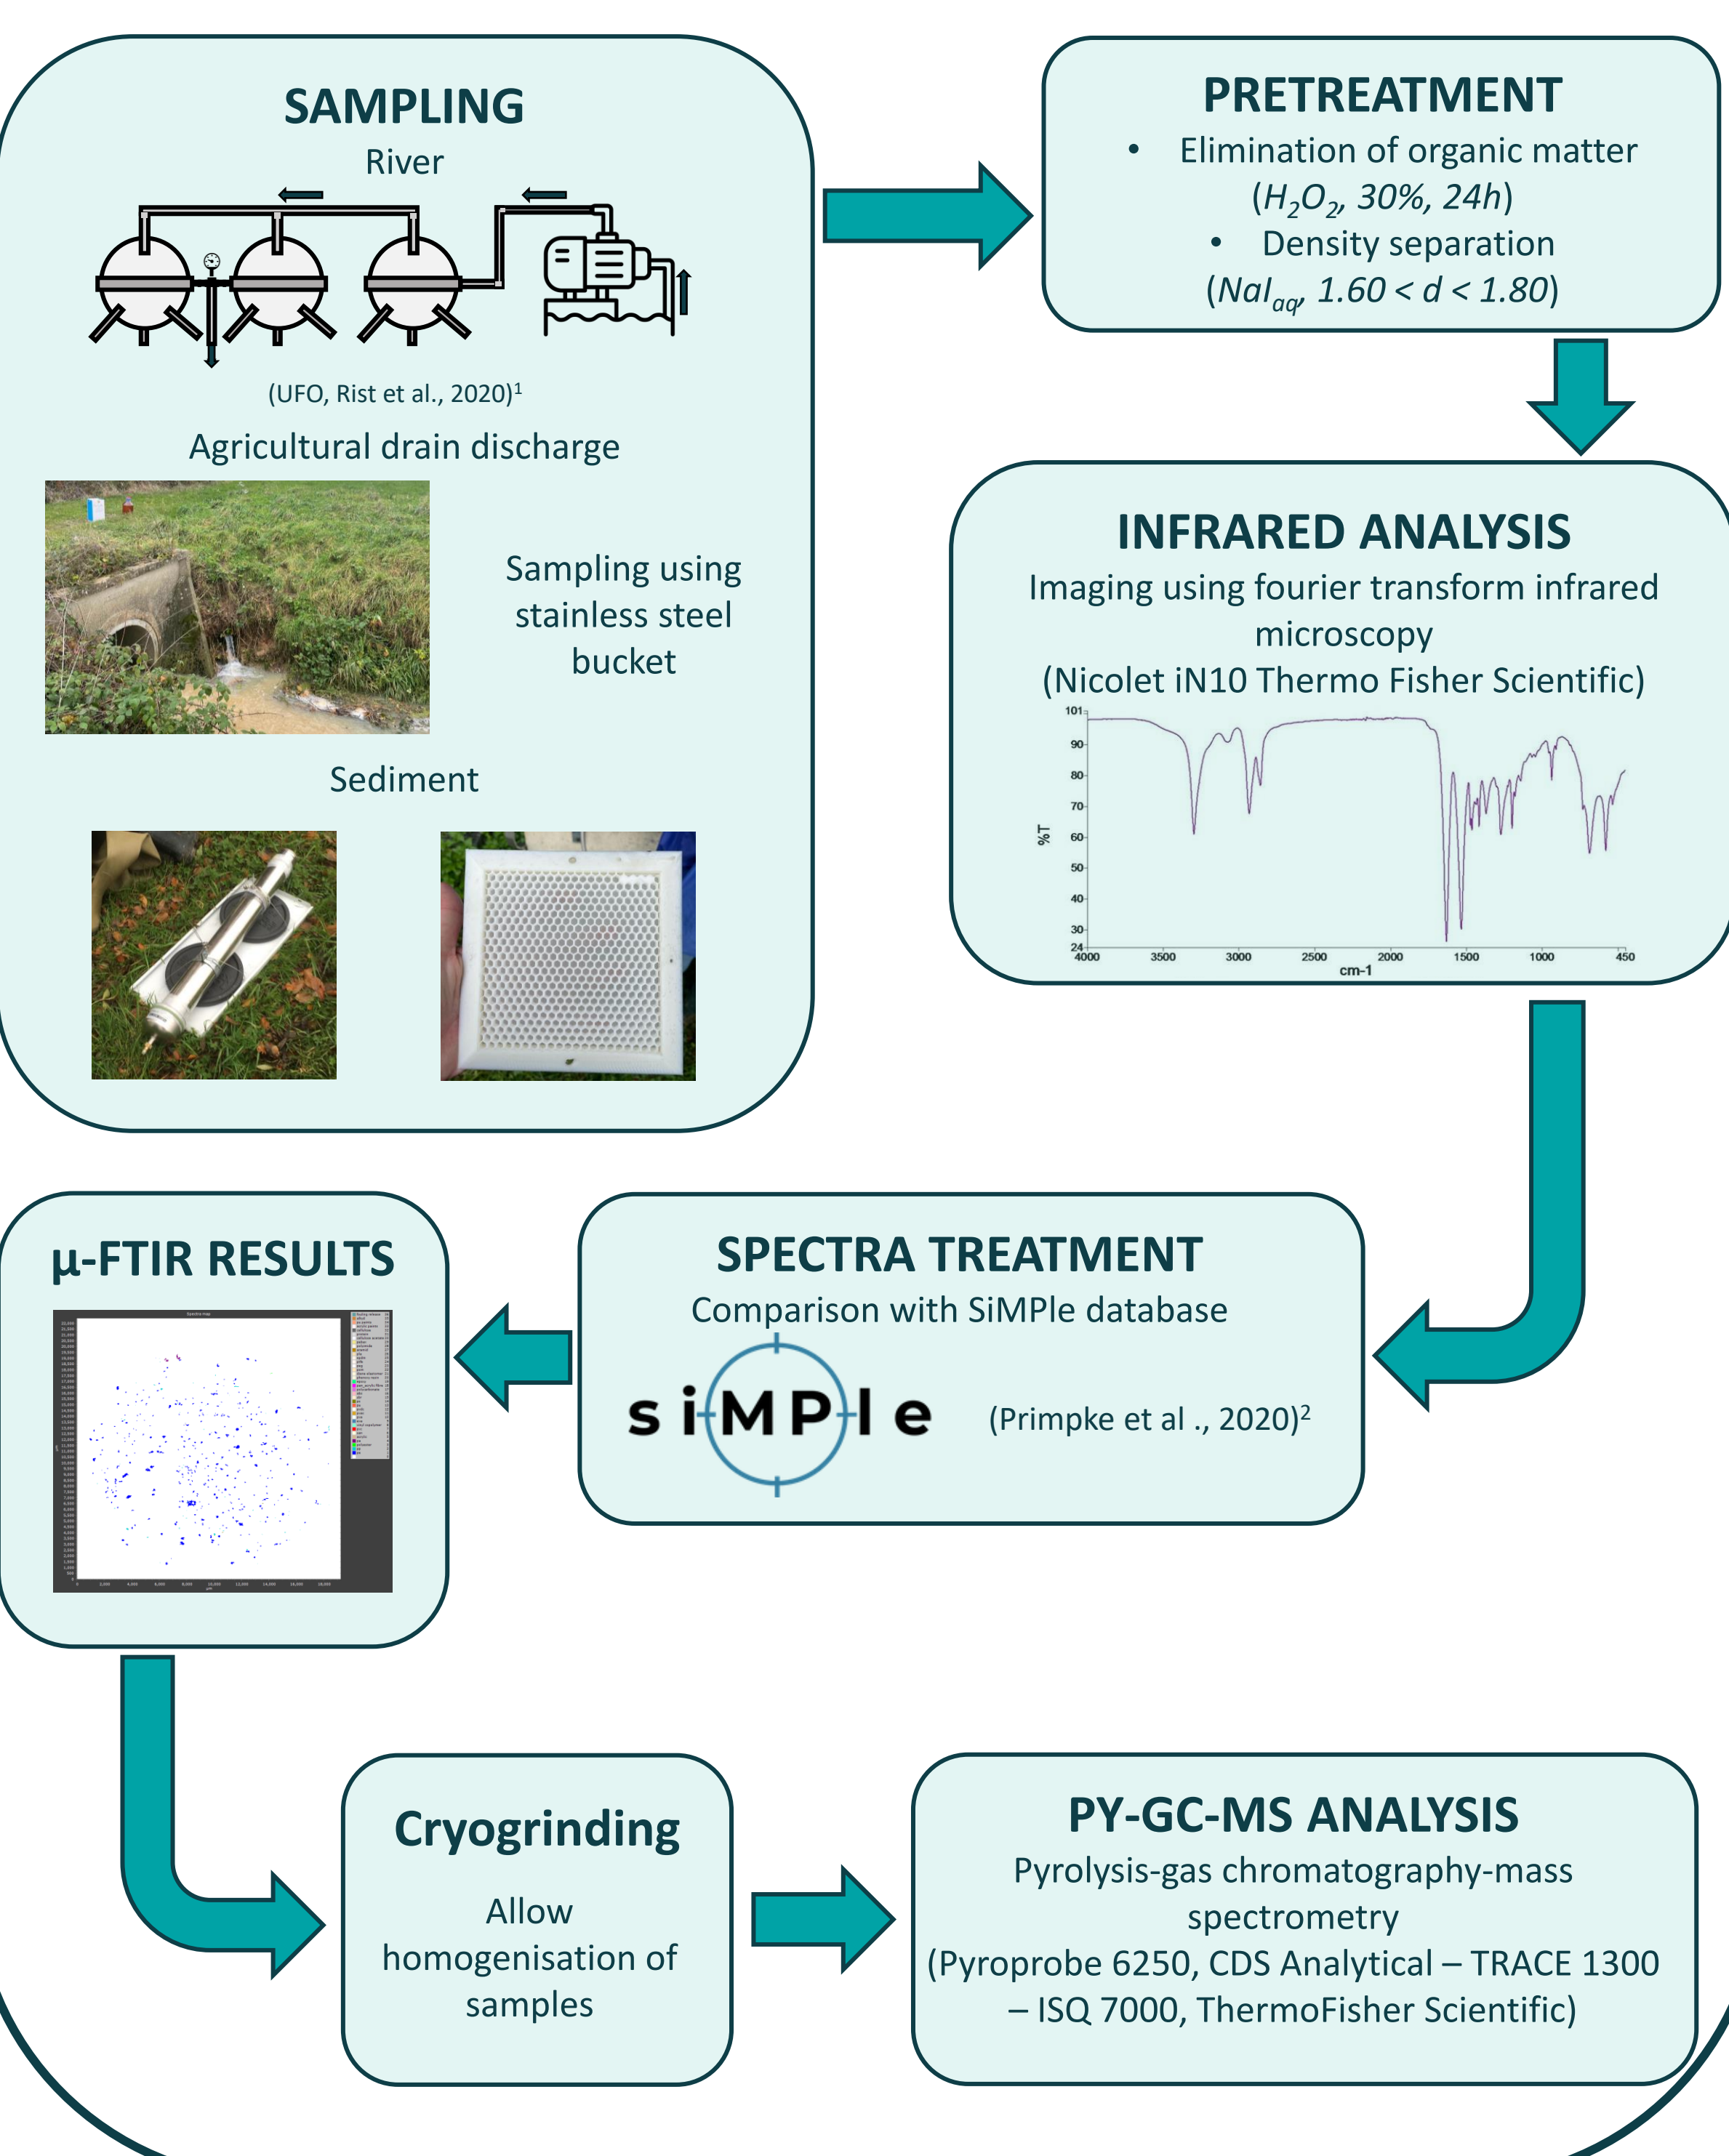 SAMPLING
River
(UFO, Rist et al., 2020)¹
Agricultural drain discharge
Sampling using
stainless steel
bucket
Sediment
PRETREATMENT
• Elimination of organic matter
(H₂O₂, 30%, 24h)
• Density separation
(NaIaq, 1.60 < d < 1.80)
INFRARED ANALYSIS
Imaging using fourier transform infrared
microscopy
(Nicolet iN10 Thermo Fisher Scientific)
101
90
80
70
60
50
40
30
24
%T
4000 3500 3000 2500 2000 1500 1000 450
cm-1
SPECTRA TREATMENT
Comparison with SiMPle database
siMPle
(Primpke et al ., 2020)²
µ-FTIR RESULTS
Cryogrinding
Allow
homogenisation of
samples
PY-GC-MS ANALYSIS
Pyrolysis-gas chromatography-mass
spectrometry
(Pyroprobe 6250, CDS Analytical – TRACE 1300
– ISQ 7000, ThermoFisher Scientific)